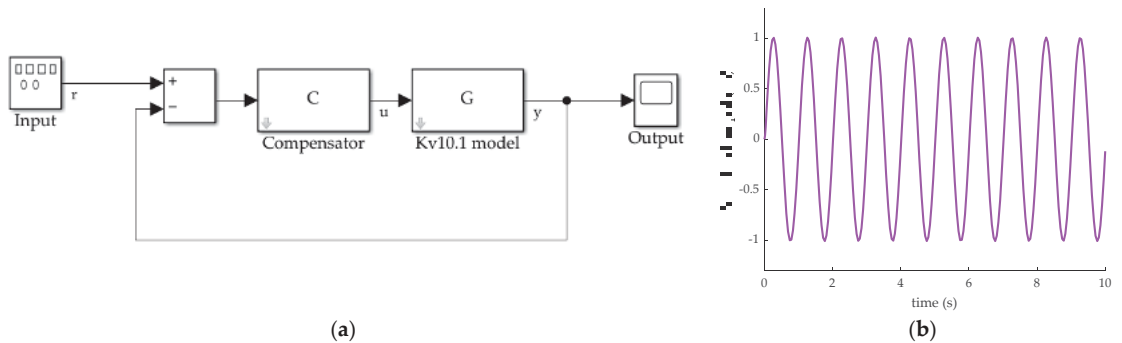 Input
r
+
−
C
Compensator
u
G
Kv10.1 model
y
Output
(a)
1
0.5
0
-0.5
-1
0
2
4
6
8
10
time (s)
(b)